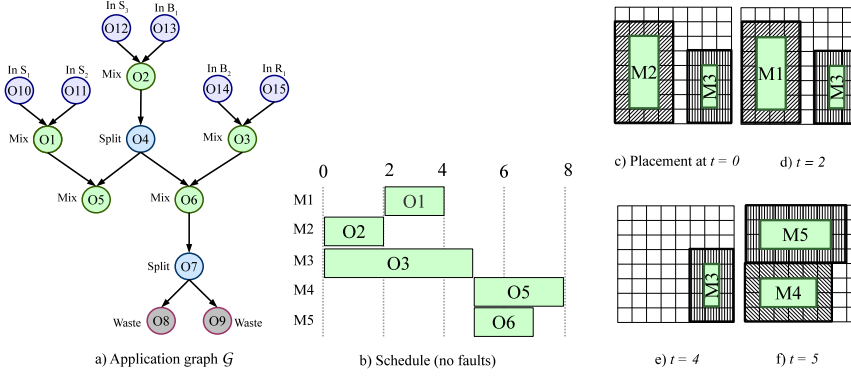 In S3 In B1
O12 O13
In S1 In S2 Mix O2 In B2 In R1
O10 O11 O14 O15
Mix O1 Split O4 Mix O3
Mix O5 Mix O6
Split O7
Waste O8 O9 Waste
a) Application graph G
0 2 4 6 8
M1 O1
M2 O2
M3 O3
M4 O5
M5 O6
b) Schedule (no faults)
M2 M3 M1 M3
c) Placement at t = 0 d) t = 2
M3 M5
M4
e) t = 4 f) t = 5